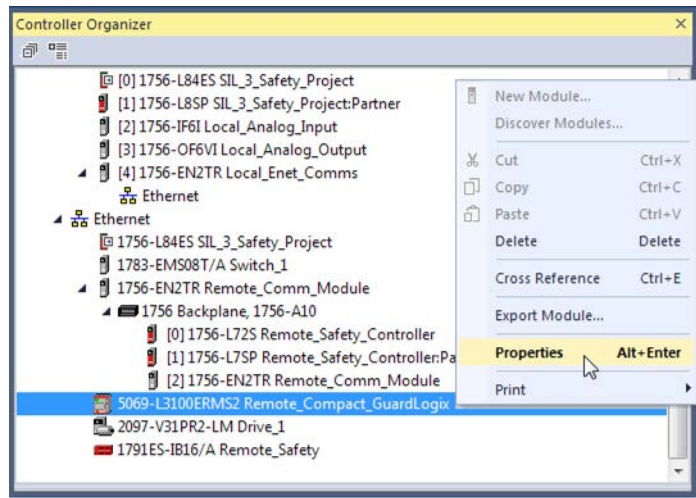 Controller Organizer
[0] 1756-L84ES SIL_3_Safety_Project
[1] 1756-L8SP SIL_3_Safety_Project:Partner
[2] 1756-IF6I Local_Analog_Input
[3] 1756-OF6VI Local_Analog_Output
[4] 1756-EN2TR Local_Enet_Comms
Ethernet
Ethernet
1756-L84ES SIL_3_Safety_Project
1783-EMS08T/A Switch_1
1756-EN2TR Remote_Comm_Module
1756 Backplane, 1756-A10
[0] 1756-L72S Remote_Safety_Controller
[1] 1756-L7SP Remote_Safety_Controller:Pa
[2] 1756-EN2TR Remote_Comm_Module
5069-L3100ERMS2 Remote_Compact_GuardLogix
2097-V31PR2-LM Drive_1
1791ES-IB16/A Remote_Safety
New Module...
Discover Modules...
Cut Ctrl+X
Copy Ctrl+C
Paste Ctrl+V
Delete Delete
Cross Reference Ctrl+E
Export Module...
Properties Alt+Enter
Print